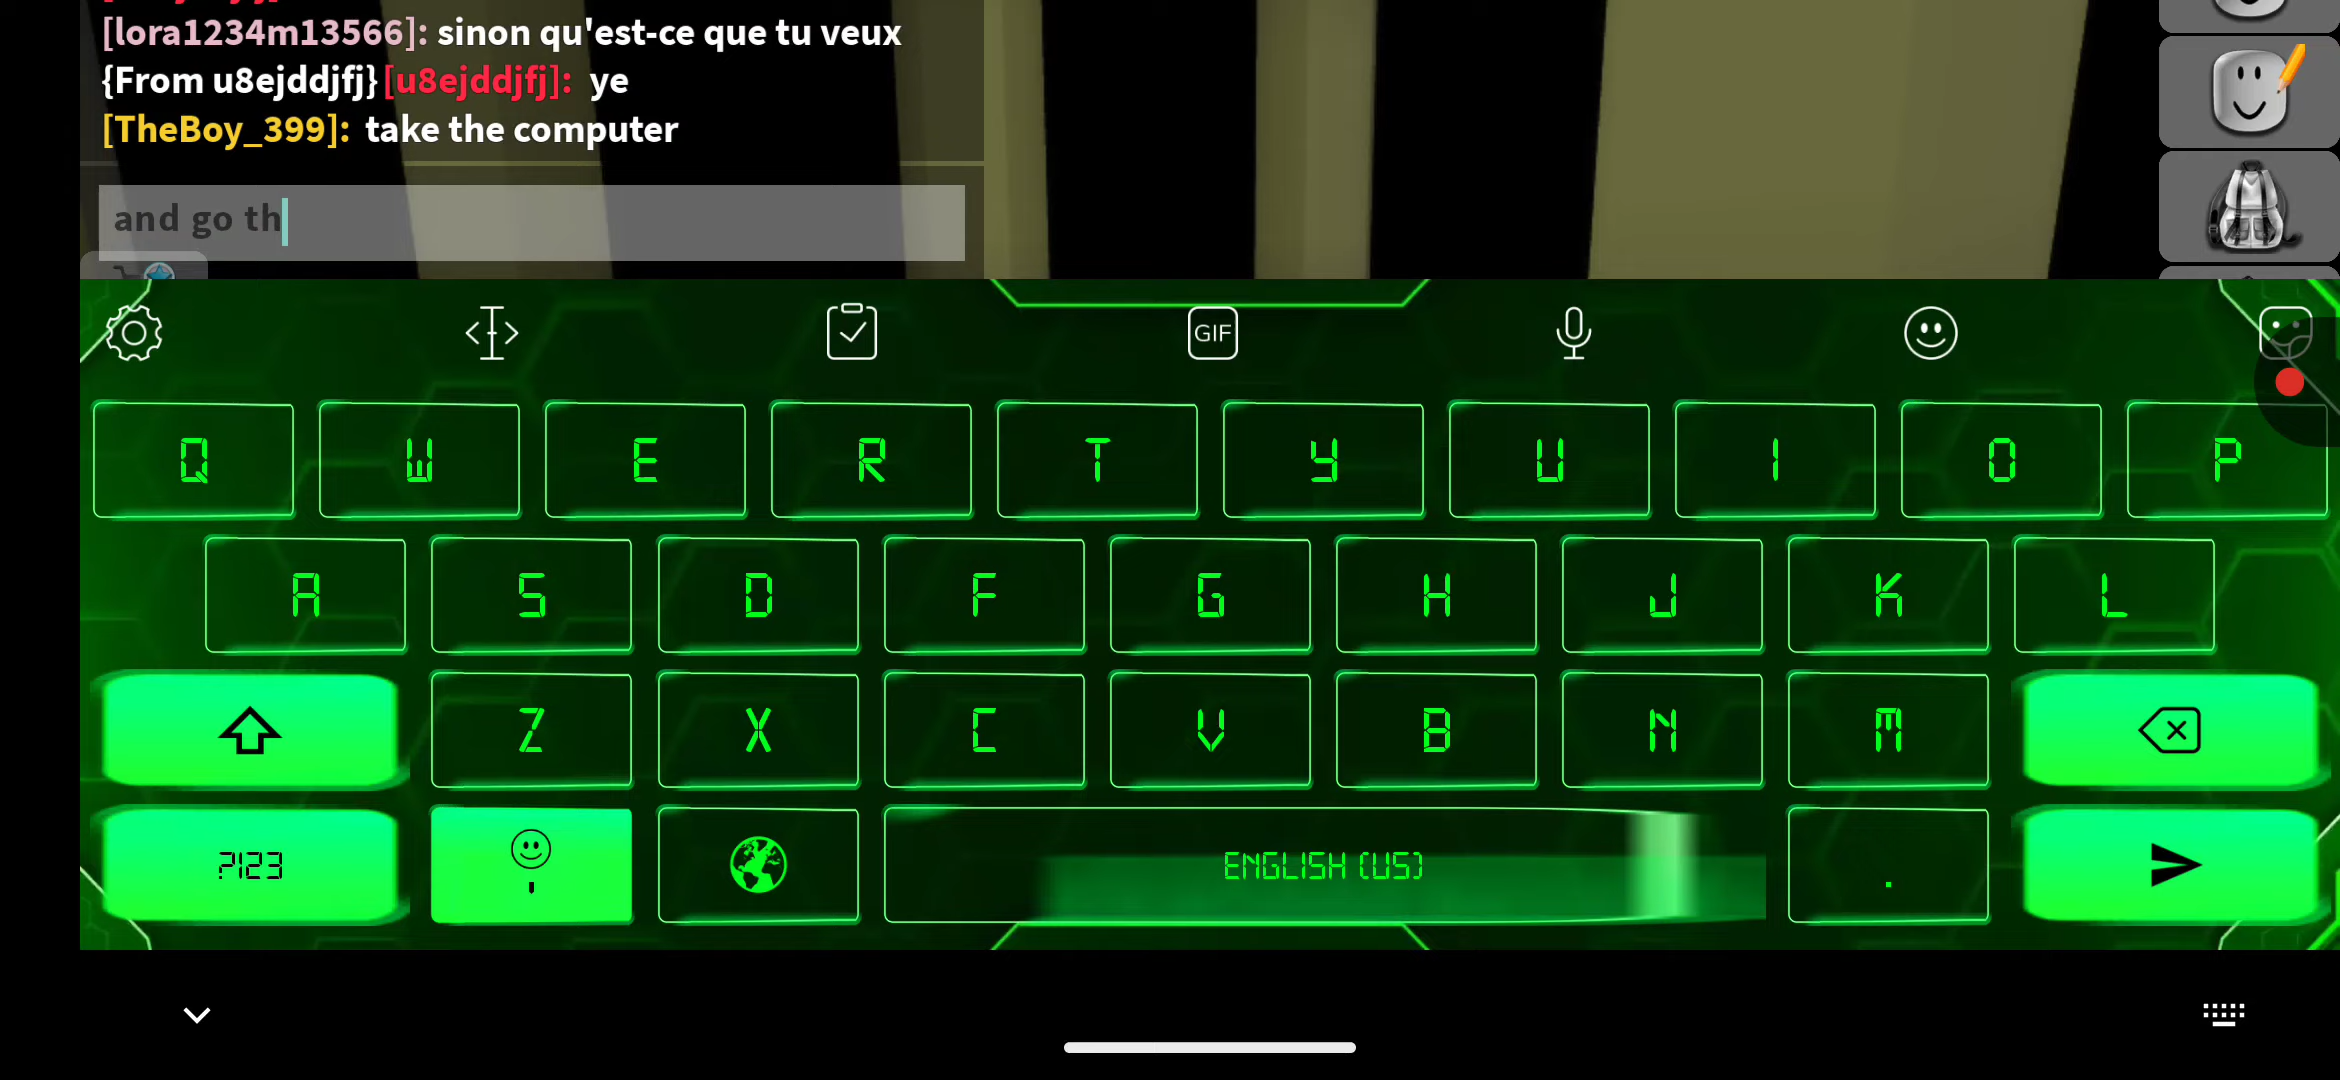 [lora1234m13566]: sinon qu'est-ce que tu veux
{From u8ejddjfj}[u8ejddjfj]: ye
[TheBoy_399]: take the computer
and go th
GIF
Q W E R T Y U I O P
A S D F G H J K L
Z X C V B N M
?123 , ENGLISH (US) .